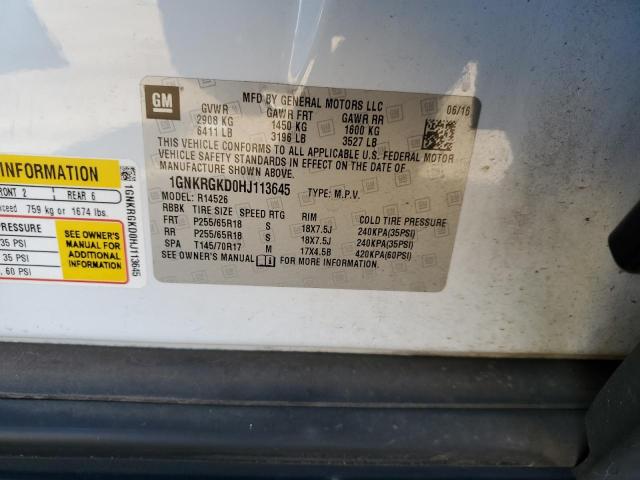 GM
MFD BY GENERAL MOTORS LLC
GVWR GAWR FRT GAWR RR 06/16
2908 KG 1450 KG 1600 KG
6411 LB 3196 LB 3527 LB
THIS VEHICLE CONFORMS TO ALL APPLICABLE U.S. FEDERAL MOTOR
VEHICLE SAFETY STANDARDS IN EFFECT ON THE DATE OF
MANUFACTURE SHOWN ABOVE.
1GNKRGKD0HJ113645 TYPE: M.P.V.
MODEL: R14526
RBBK TIRE SIZE SPEED RTG RIM COLD TIRE PRESSURE
FRT P255/65R18 S 18X7.5J 240KPA(35PSI)
RR P255/65R18 S 18X7.5J 240KPA(35PSI)
SPA T145/70R17 M 17X4.5B 420KPA(60PSI)
SEE OWNER'S MANUAL FOR MORE INFORMATION.
INFORMATION
FRONT 2 REAR 6
exceed 759 kg or 1674 lbs.
PRESSURE
35 PSI
35 PSI
60 PSI
SEE OWNER'S
MANUAL FOR
ADDITIONAL
INFORMATION
1GNKRGKD0HJ113645